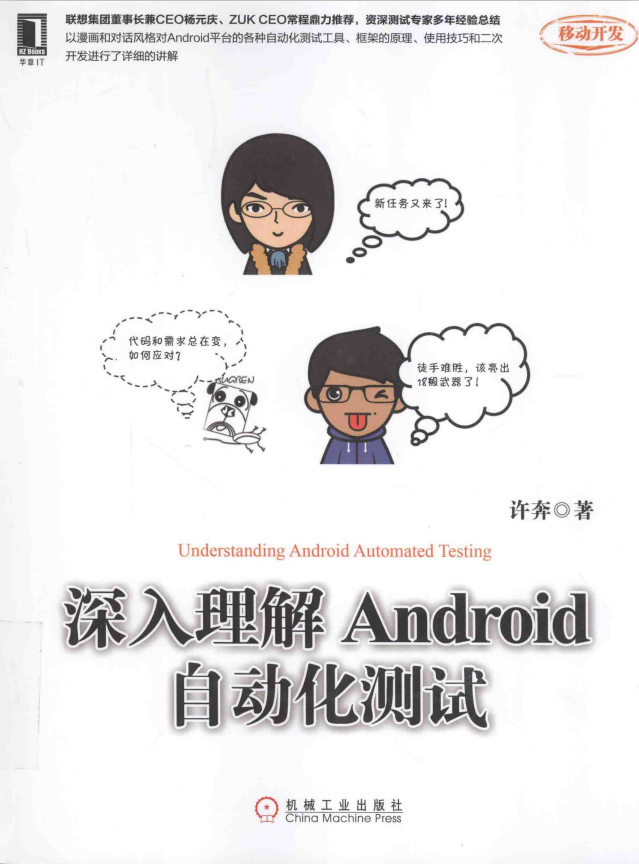 联想集团董事长兼CEO杨元庆、ZUK CEO常程鼎力推荐，资深测试专家多年经验总结
以漫画和对话风格对Android平台的各种自动化测试工具、框架的原理、使用技巧和二次
开发进行了详细的讲解
HZ Books
华章IT
移动开发
新任务又来了!
代码和需求总在变，
如何应对?
徒手难胜，该亮出
18般武器了!
许奔◎著
Understanding Android Automated Testing
深入理解 Android
自动化测试
机械工业出版社
China Machine Press